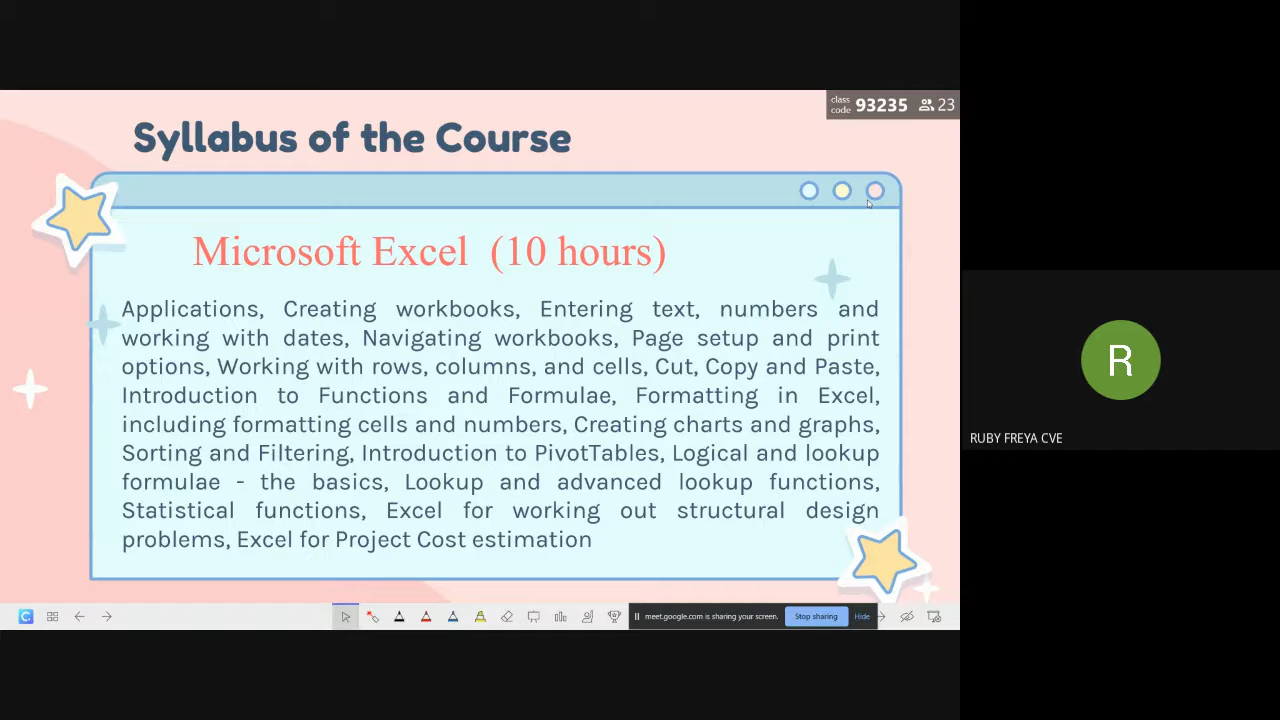 class
code 93235 23
Syllabus of the Course
Microsoft Excel (10 hours)
Applications, Creating workbooks, Entering text, numbers and
working with dates, Navigating workbooks, Page setup and print
options, Working with rows, columns, and cells, Cut, Copy and Paste,
Introduction to Functions and Formulae, Formatting in Excel,
including formatting cells and numbers, Creating charts and graphs,
Sorting and Filtering, Introduction to PivotTables, Logical and lookup
formulae - the basics, Lookup and advanced lookup functions,
Statistical functions, Excel for working out structural design
problems, Excel for Project Cost estimation
R
RUBY FREYA CVE
C
meet.google.com is sharing your screen. Stop sharing Hide